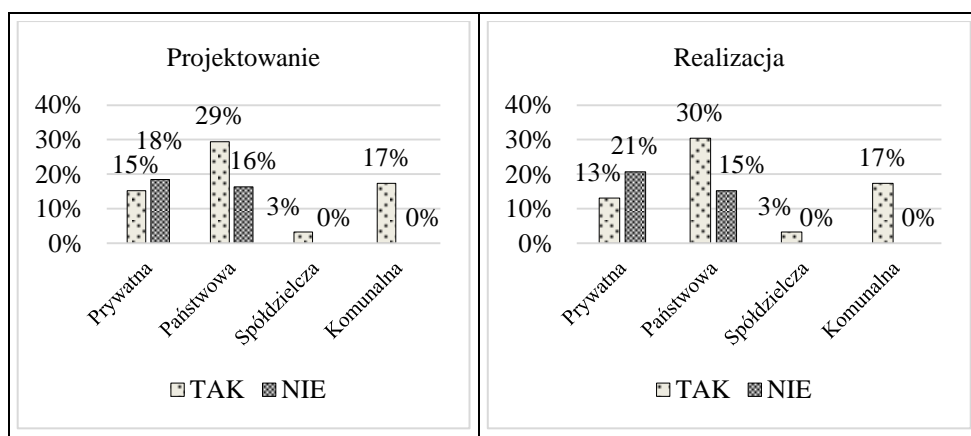 Projektowanie
40%
30%
20%
10%
0%
15%
18%
29%
16%
3%
0%
17%
0%
Prywatna
Państwowa
Spółdzielcza
Komunalna
TAK NIE
Realizacja
40%
30%
20%
10%
0%
13%
21%
30%
15%
3%
0%
17%
0%
Prywatna
Państwowa
Spółdzielcza
Komunalna
TAK NIE